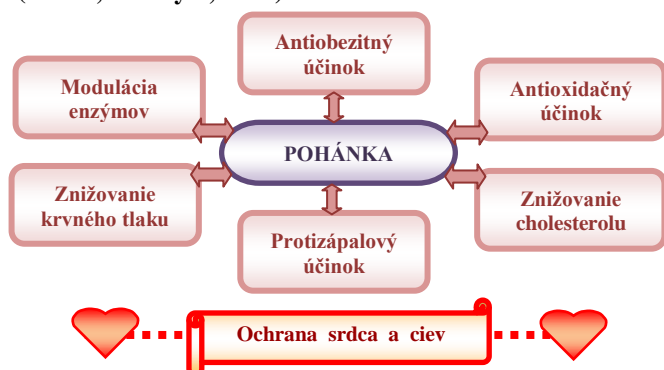 Antiobezitný
účinok
Modulácia
enzýmov
Antioxidačný
účinok
POHÁNKA
Znižovanie
krvného tlaku
Znižovanie
cholesterolu
Protizápalový
účinok
Ochrana srdca a ciev